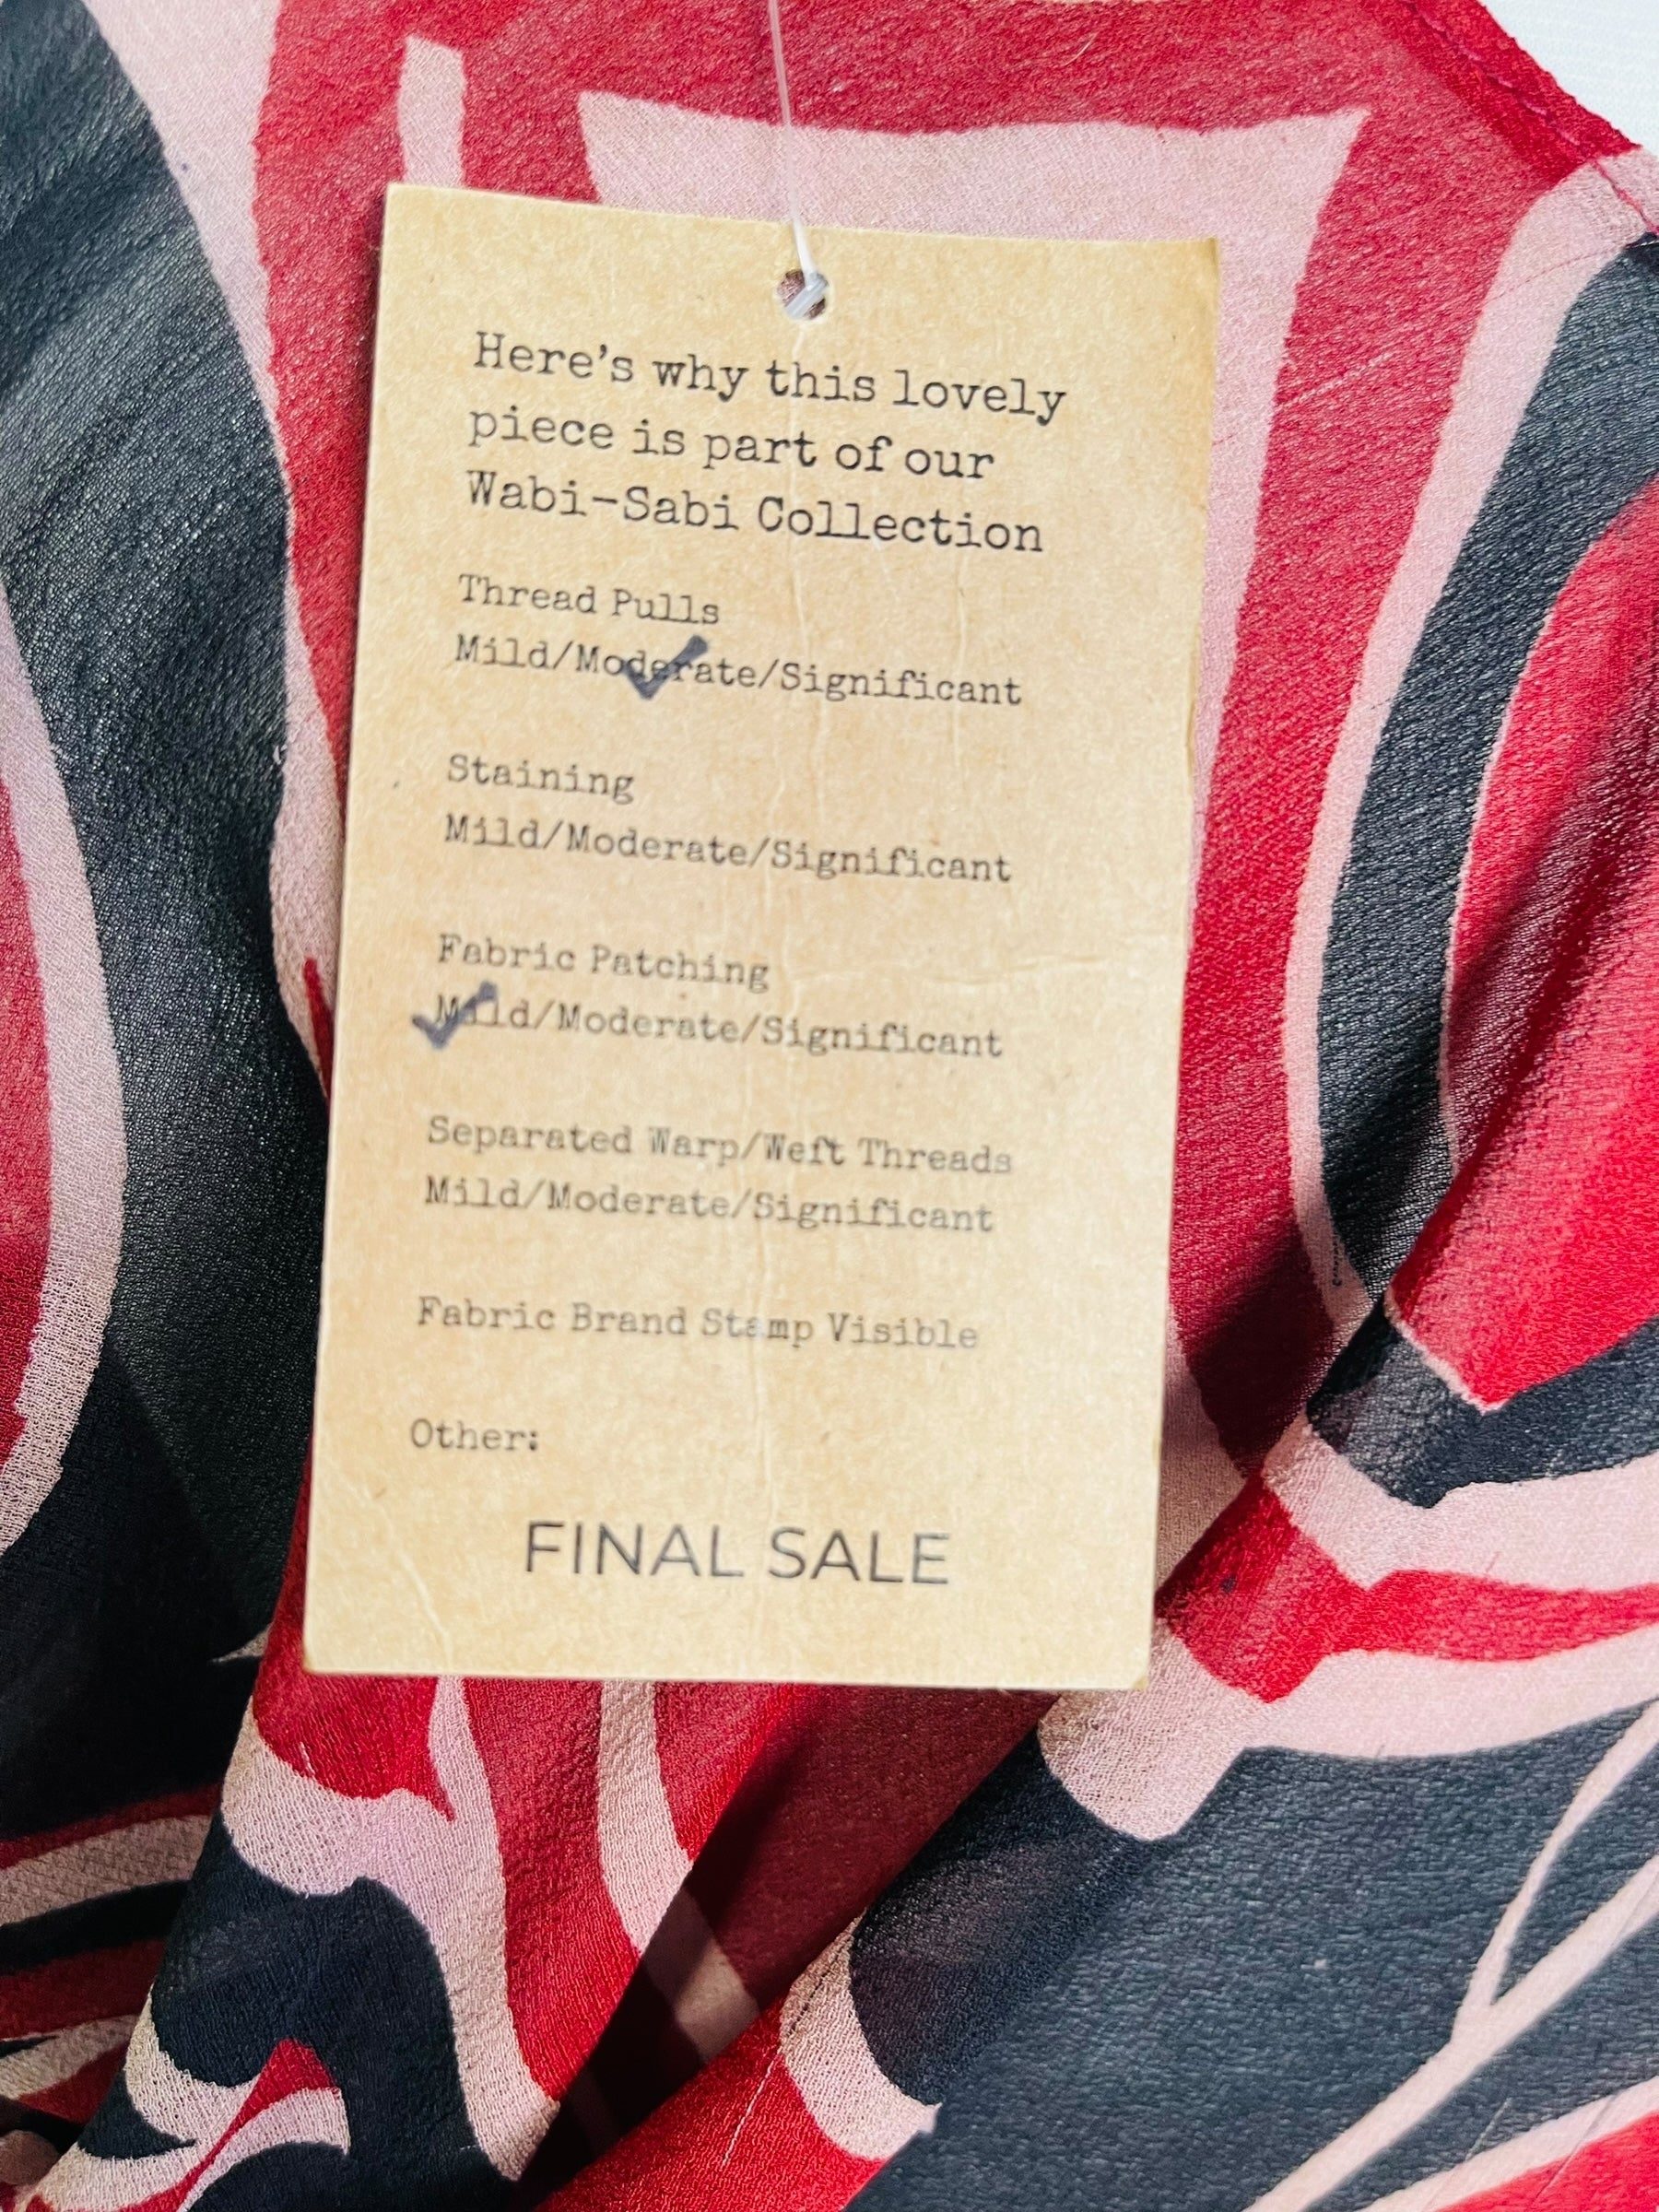 Here's why this lovely
piece is part of our
Wabi-Sabi Collection
Thread Pulls
Mild/Moderate/Significant
Staining
Mild/Moderate/Significant
Fabric Patching
Mild/Moderate/Significant
Separated Warp/Weft Threads
Mild/Moderate/Significant
Fabric Brand Stamp Visible
Other:
FINAL SALE